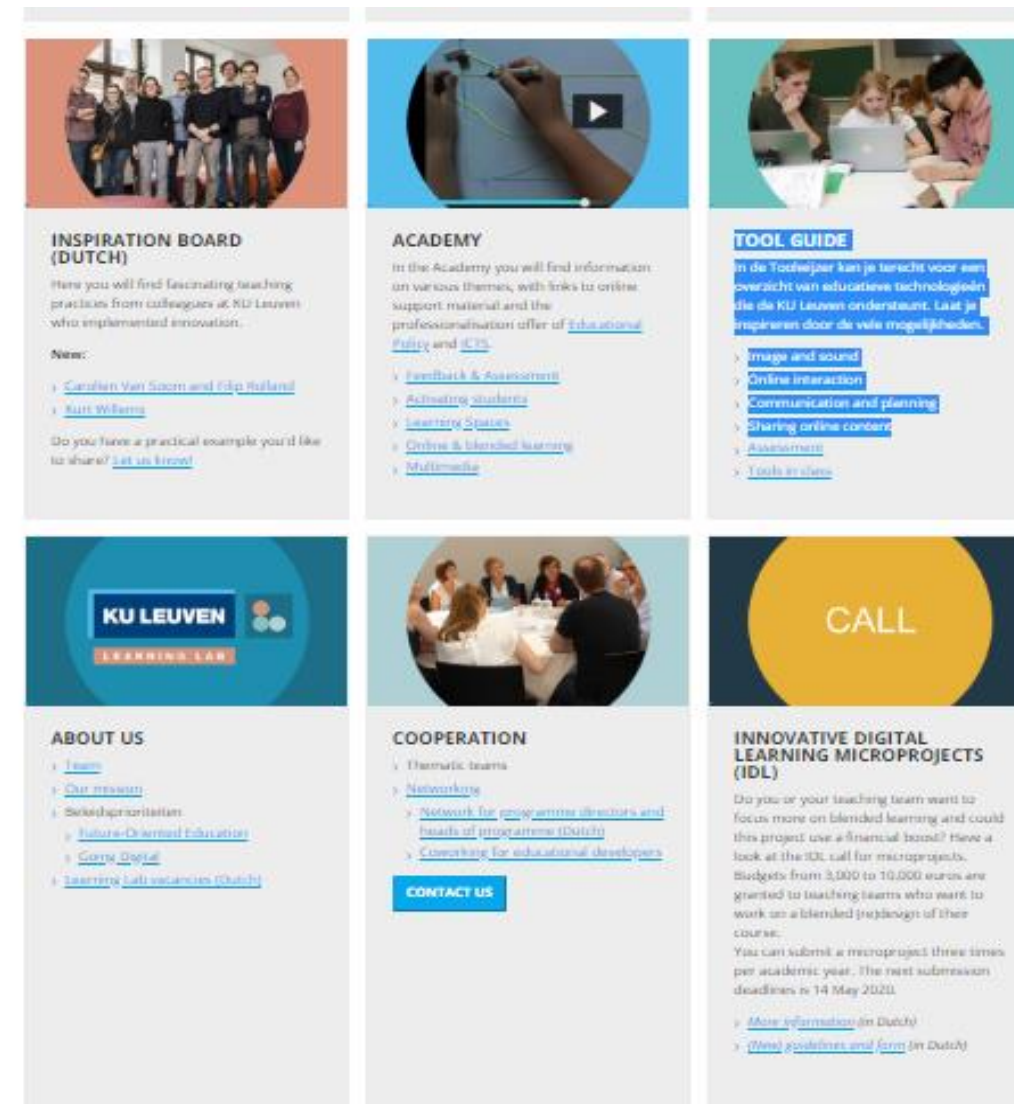 INSPIRATION BOARD
(DUTCH)
Here you will find fascinating teaching
practices from colleagues at KU Leuven
who implemented innovation.
New:
Carolien Van Soom and Filip Rolland
Kurt Willems
Do you have a practical example you'd like
to share? Let us know!
ACADEMY
In the Academy you will find information
on various themes, with links to online
support material and the
professionalisation offer of Educational
Policy and ICTS.
Feedback & Assessment
Activating students
Learning Spaces
Online & blended learning
Multimedia
TOOL GUIDE
In de Toolwijzer kan je terecht voor een
overzicht van educatieve technologieën
die de KU Leuven ondersteunt. Laat je
inspireren door de vele mogelijkheden.
Image and sound
Online interaction
Communication and planning
Sharing online content
Assessment
Tools in class
KU LEUVEN
LEARNING LAB
ABOUT US
Team
Our mission
Beleidsprioriteiten
Future-Oriented Education
Going Digital
Learning Lab vacancies (Dutch)
COOPERATION
Thematic teams
Networking
Network for programme directors and
heads of programme (Dutch)
Coworking for educational developers
CONTACT US
CALL
INNOVATIVE DIGITAL
LEARNING MICROPROJECTS
(IDL)
Do you or your teaching team want to
focus more on blended learning and could
this project use a financial boost? Have a
look at the IDL call for microprojects.
Budgets from 3,000 to 10,000 euros are
granted to teaching teams who want to
work on a blended (re)design of their
course.
You can submit a microproject three times
per academic year. The next submission
deadlines is 14 May 2020.
More information (in Dutch)
(New) guidelines and form (in Dutch)